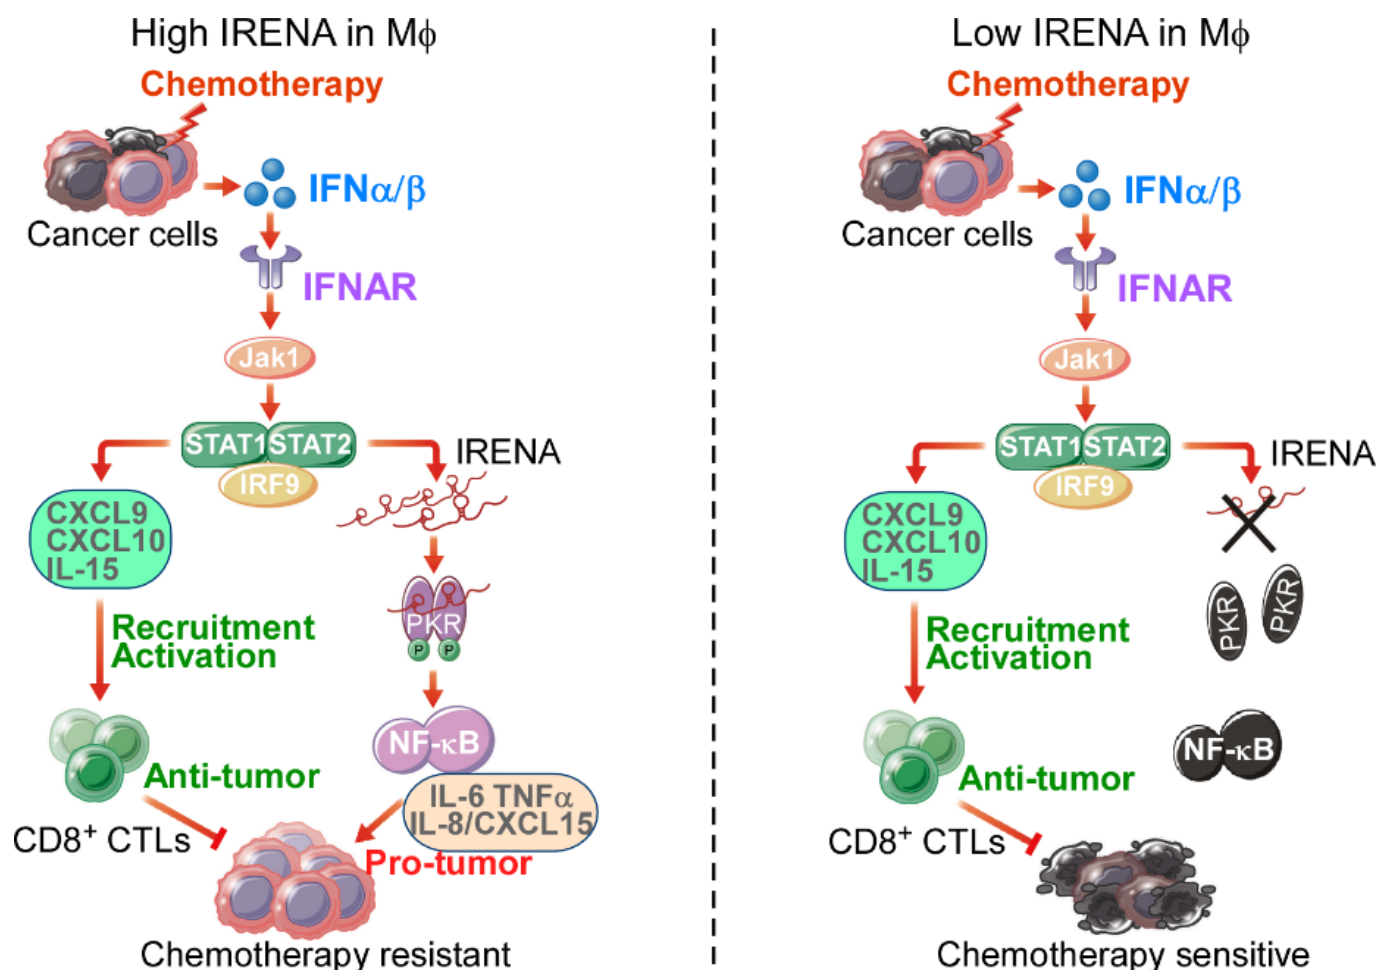 High IRENA in Mϕ
Chemotherapy
IFNα/β
Cancer cells
IFNAR
Jak1
STAT1 STAT2
IRENA
IRF9
CXCL9
CXCL10
IL-15
PKR
P P
Recruitment
Activation
NF-κB
Anti-tumor
IL-6 TNFα
IL-8/CXCL15
CD8⁺ CTLs
Pro-tumor
Chemotherapy resistant
Low IRENA in Mϕ
Chemotherapy
IFNα/β
Cancer cells
IFNAR
Jak1
STAT1 STAT2
IRENA
IRF9
CXCL9
CXCL10
IL-15
PKR
PKR
Recruitment
Activation
NF-κB
Anti-tumor
CD8⁺ CTLs
Chemotherapy sensitive